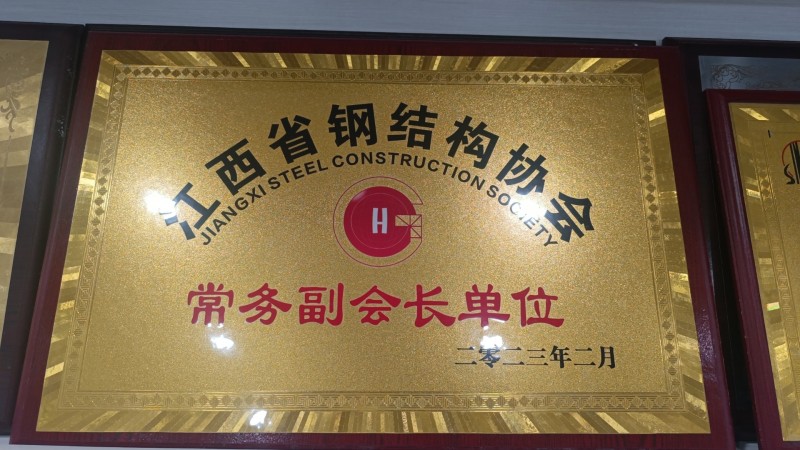 江西省钢结构协会
JIANGXI STEEL CONSTRUCTION SOCIETY
H
常务副会长单位
二零二三年二月